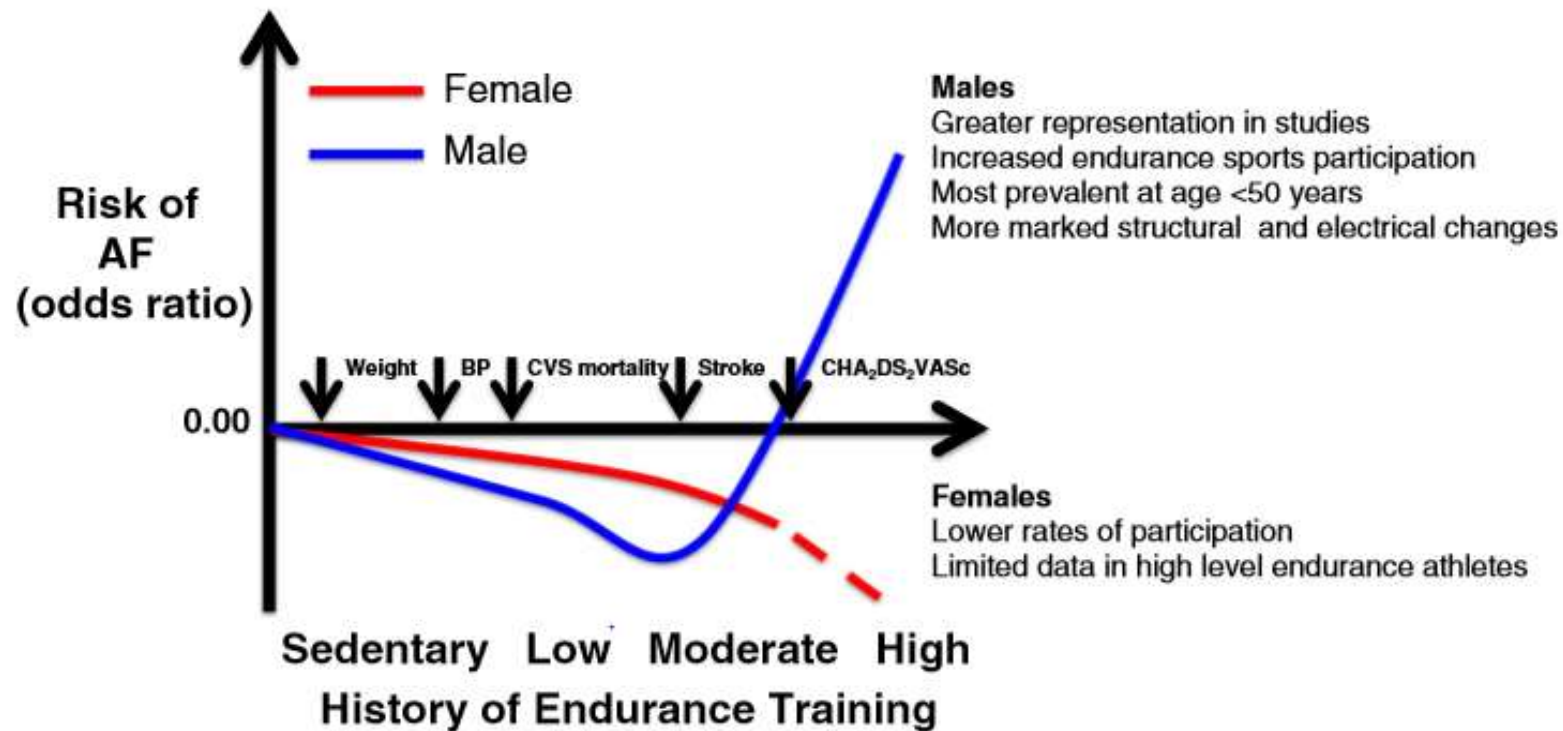 Female
Male
Risk of
AF
(odds ratio)
0.00
Weight
BP
CVS mortality
Stroke
CHA₂DS₂VASc
Males
Greater representation in studies
Increased endurance sports participation
Most prevalent at age <50 years
More marked structural and electrical changes
Females
Lower rates of participation
Limited data in high level endurance athletes
Sedentary Low Moderate High
History of Endurance Training